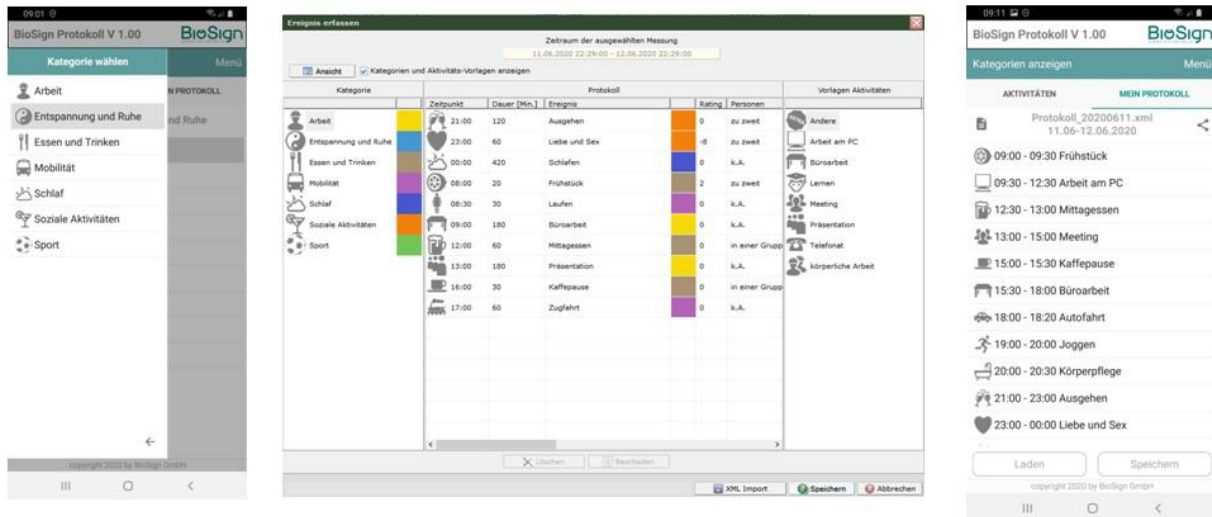 09:01
BioSign Protokoll V 1.00
BioSign
Kategorie wählen
Menü
N PROTOKOLL
Arbeit
Entspannung und Ruhe
nd Ruhe
Essen und Trinken
Mobilität
Schlaf
Soziale Aktivitäten
Sport
copyright 2020 by BioSign GmbH
Ereignis erfassen
Zeitraum der ausgewählten Messung
11.06.2020 22:29:00 - 12.06.2020 22:29:00
Ansicht
Kategorien und Aktivitäts-Vorlagen anzeigen
Kategorie
Arbeit
Entspannung und Ruhe
Essen und Trinken
Mobilität
Schlaf
Soziale Aktivitäten
Sport
Protokoll
Zeitpunkt Dauer [Min.] Ereignis Rating Personen
21:00 120 Ausgehen 0 zu zweit
23:00 60 Liebe und Sex -8 zu zweit
00:00 420 Schlafen 0 k.A.
08:00 20 Frühstück 2 zu zweit
08:30 30 Laufen 0 k.A.
09:00 180 Büroarbeit 0 k.A.
12:00 60 Mittagessen 0 in einer Grupp
13:00 180 Präsentation 0 k.A.
16:00 30 Kaffepause 0 in einer Grupp
17:00 60 Zugfahrt 0 k.A.
Vorlagen Aktivitäten
Andere
Arbeit am PC
Büroarbeit
Lernen
Meeting
Präsentation
Telefonat
körperliche Arbeit
Löschen
Bearbeiten
XML Import
Speichern
Abbrechen
09:11
BioSign Protokoll V 1.00
BioSign
Kategorien anzeigen
Menü
AKTIVITÄTEN
MEIN PROTOKOLL
Protokoll_20200611.xml
11.06-12.06.2020
09:00 - 09:30 Frühstück
09:30 - 12:30 Arbeit am PC
12:30 - 13:00 Mittagessen
13:00 - 15:00 Meeting
15:00 - 15:30 Kaffepause
15:30 - 18:00 Büroarbeit
18:00 - 18:20 Autofahrt
19:00 - 20:00 Joggen
20:00 - 20:30 Körperpflege
21:00 - 23:00 Ausgehen
23:00 - 00:00 Liebe und Sex
Laden
Speichern
copyright 2020 by BioSign GmbH